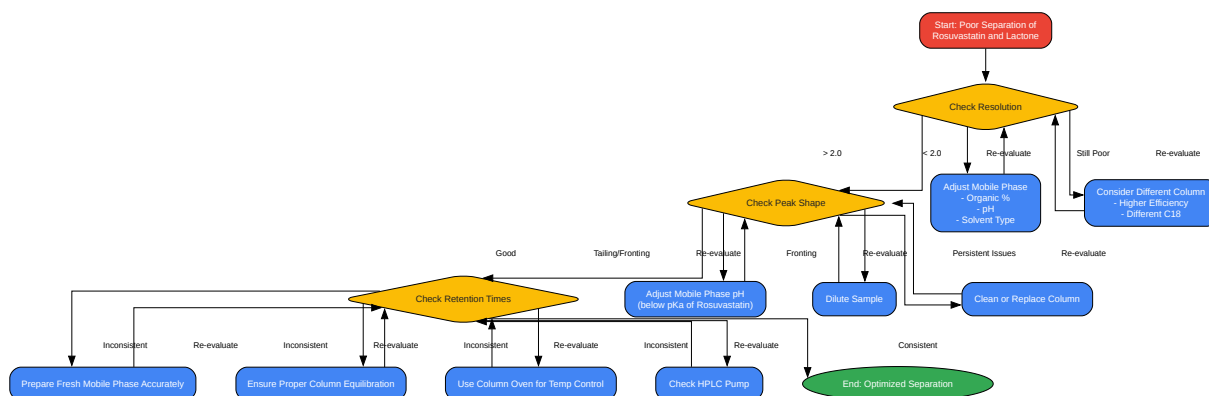 Start: Poor Separation of
Rosuvastatin and Lactone
Check Resolution
> 2.0
< 2.0
Re-evaluate
Still Poor
Re-evaluate
Adjust Mobile Phase
- Organic %
- pH
- Solvent Type
Consider Different Column
- Higher Efficiency
- Different C18
Check Peak Shape
Good
Tailing/Fronting
Re-evaluate
Fronting
Re-evaluate
Persistent Issues
Re-evaluate
Check Retention Times
Adjust Mobile Phase pH
(below pKa of Rosuvastatin)
Dilute Sample
Clean or Replace Column
Inconsistent
Re-evaluate
Inconsistent
Re-evaluate
Inconsistent
Re-evaluate
Inconsistent
Re-evaluate
Consistent
Prepare Fresh Mobile Phase Accurately
Ensure Proper Column Equilibration
Use Column Oven for Temp Control
Check HPLC Pump
End: Optimized Separation